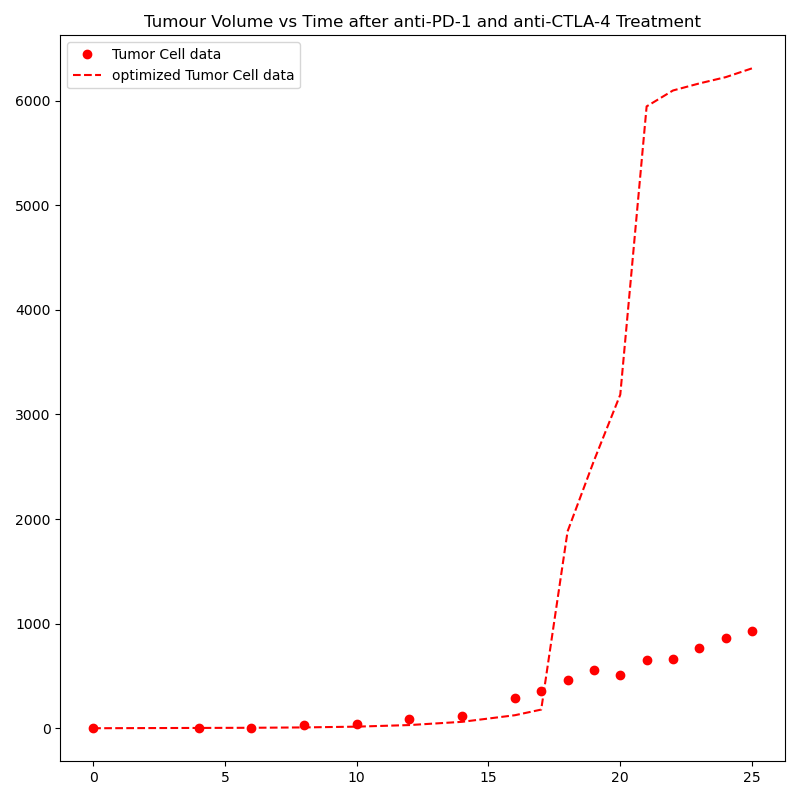 Tumour Volume vs Time after anti-PD-1 and anti-CTLA-4 Treatment
Tumor Cell data
optimized Tumor Cell data
6000
5000
4000
3000
2000
1000
0
0 5 10 15 20 25